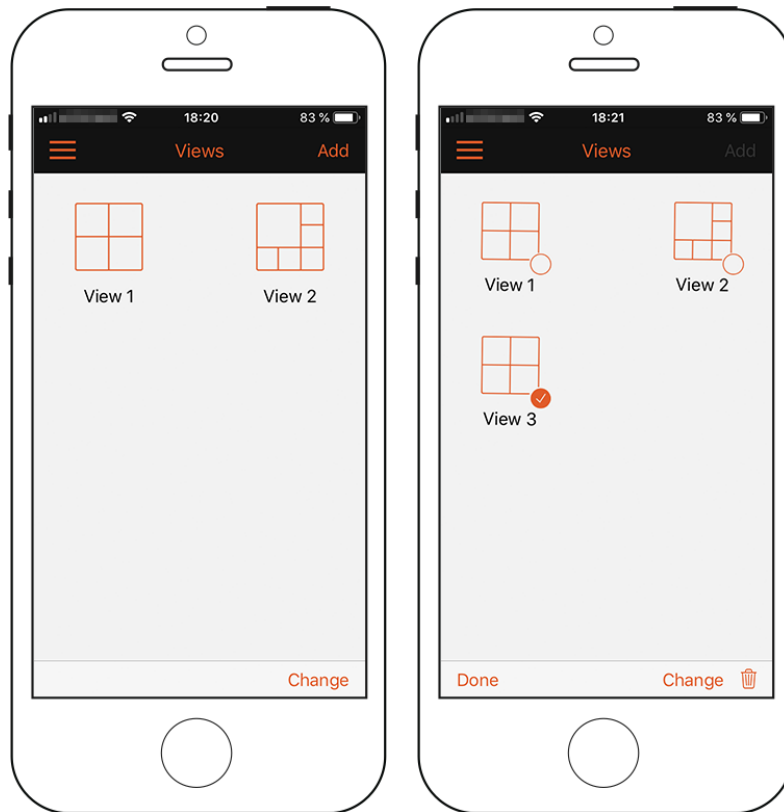 18:20
83 %
Views
Add
View 1
View 2
Change
18:21
83 %
Views
Add
View 1
View 2
View 3
Done
Change